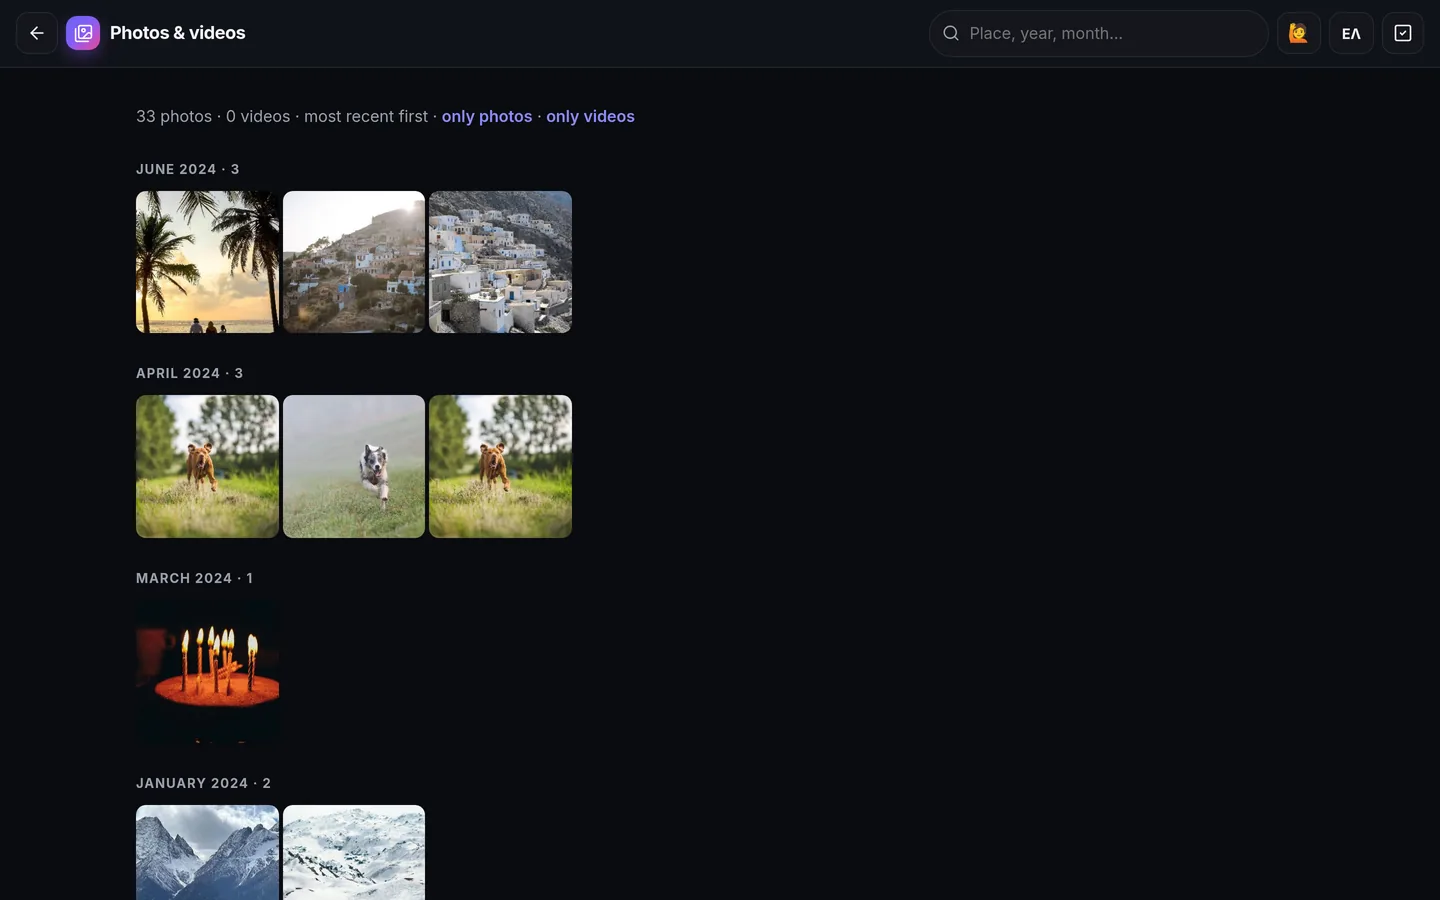 Photos & videos
Place, year, month...
ΕΛ
33 photos · 0 videos · most recent first · only photos · only videos
JUNE 2024 · 3
APRIL 2024 · 3
MARCH 2024 · 1
JANUARY 2024 · 2